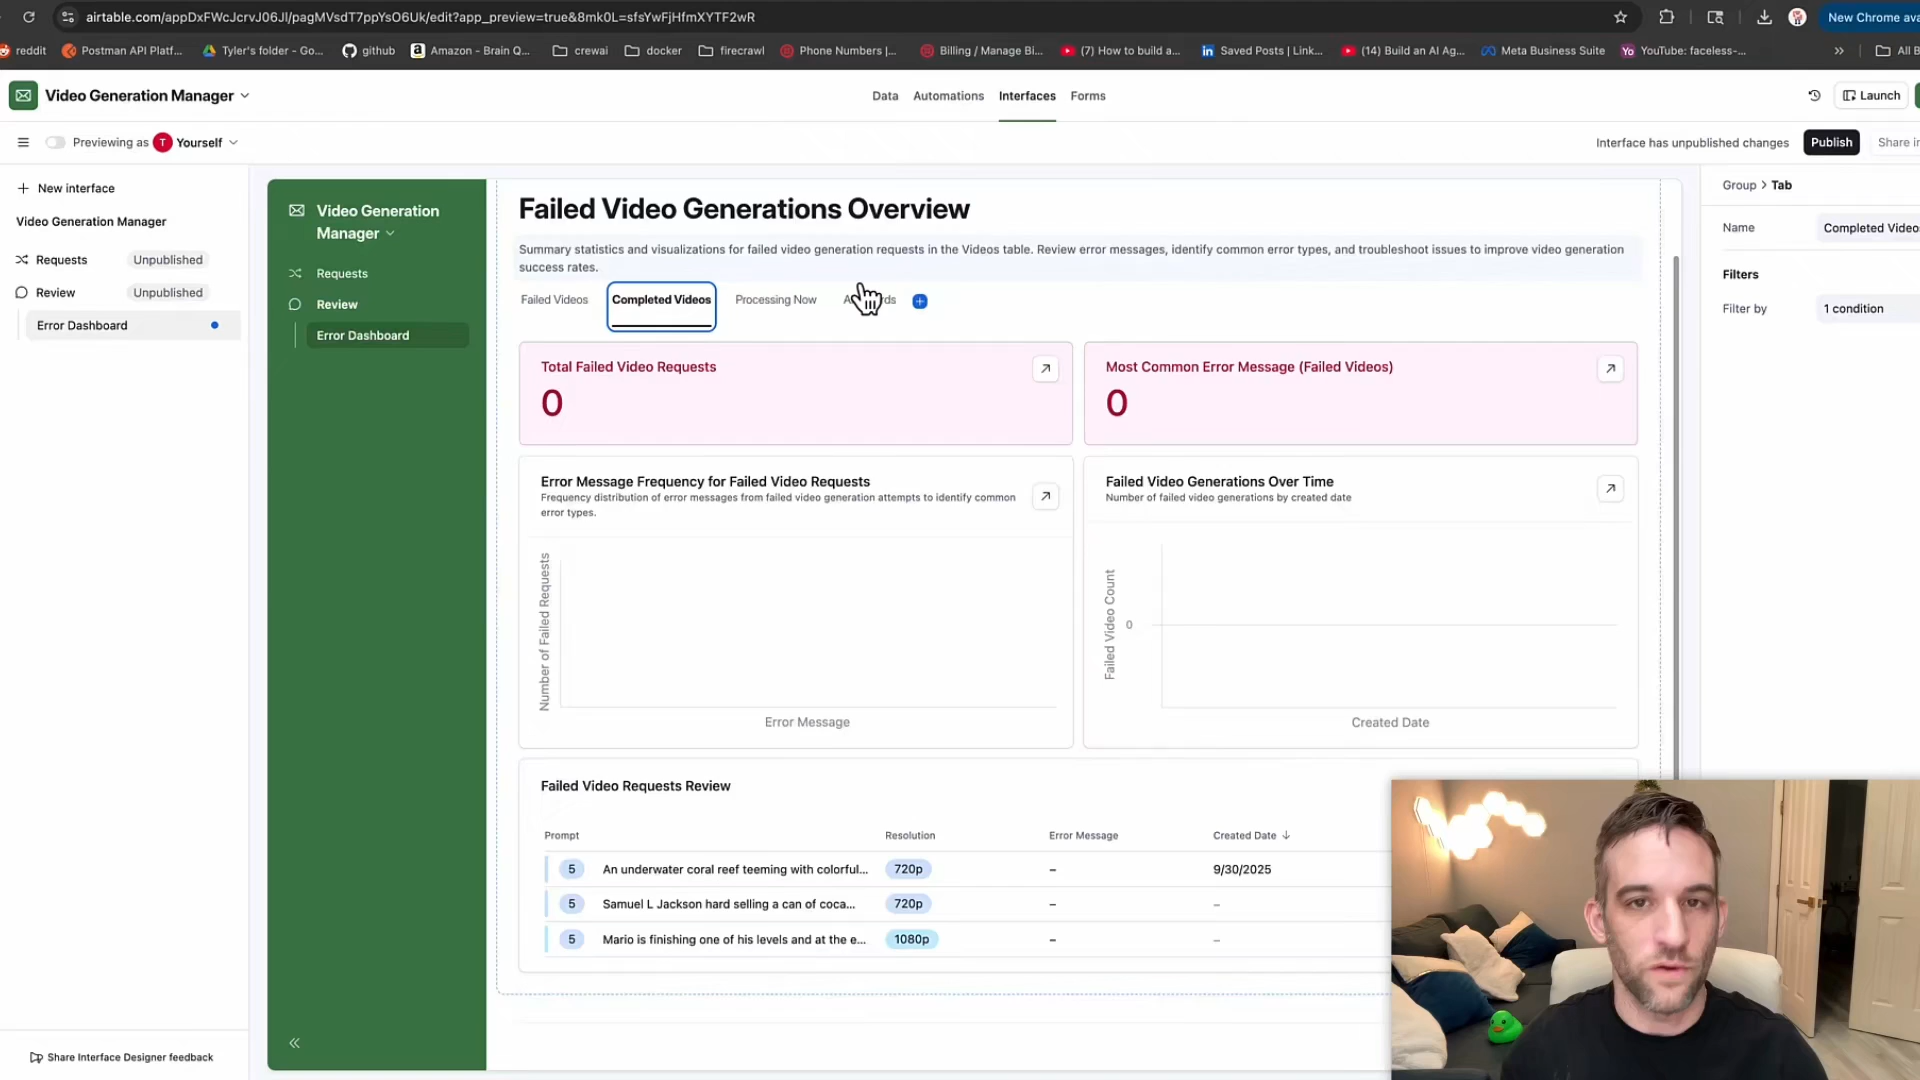 airtable.com/appDxFWcJcrvJ06Jl/pagMVsdT7ppYsO6Uk/edit?app_preview=true&8mk0L=sfsYwFjHfmXYTF2wR
New Chrome ava
reddit
Postman API Platf...
Tyler's folder - Go...
github
Amazon - Brain Q...
crewai
docker
firecrawl
Phone Numbers |...
Billing / Manage Bi...
(7) How to build a...
Saved Posts | Link...
(14) Build an AI Ag...
Meta Business Suite
YouTube: faceless-...
»
All B
Video Generation Manager
Data
Automations
Interfaces
Forms
Launch
Previewing as T Yourself
Interface has unpublished changes
Publish
Share in
+ New interface
Video Generation Manager
Requests Unpublished
Review Unpublished
Error Dashboard
Share Interface Designer feedback
Video Generation
Manager
Requests
Review
Error Dashboard
Failed Video Generations Overview
Summary statistics and visualizations for failed video generation requests in the Videos table. Review error messages, identify common error types, and troubleshoot issues to improve video generation
success rates.
Failed Videos
Completed Videos
Processing Now
Total Failed Video Requests
0
Most Common Error Message (Failed Videos)
0
Error Message Frequency for Failed Video Requests
Frequency distribution of error messages from failed video generation attempts to identify common
error types.
Number of Failed Requests
Error Message
Failed Video Generations Over Time
Number of failed video generations by created date
Failed Video Count
0
Created Date
Failed Video Requests Review
Prompt Resolution Error Message Created Date ↓
5 An underwater coral reef teeming with colorful... 720p – 9/30/2025
5 Samuel L Jackson hard selling a can of coca... 720p – –
5 Mario is finishing one of his levels and at the e... 1080p – –
Group > Tab
Name Completed Videos
Filters
Filter by 1 condition